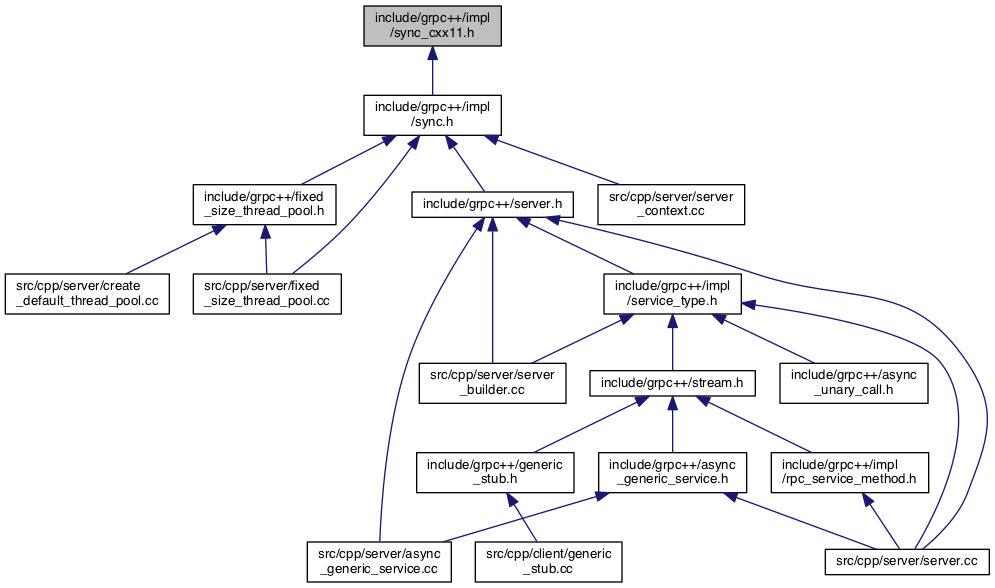 include/grpc++/impl
/sync_cxx11.h
include/grpc++/impl
/sync.h
include/grpc++/fixed
_size_thread_pool.h
include/grpc++/server.h
src/cpp/server/server
_context.cc
src/cpp/server/create
_default_thread_pool.cc
src/cpp/server/fixed
_size_thread_pool.cc
include/grpc++/impl
/service_type.h
src/cpp/server/server
_builder.cc
include/grpc++/stream.h
include/grpc++/async
_unary_call.h
include/grpc++/generic
_stub.h
include/grpc++/async
_generic_service.h
include/grpc++/impl
/rpc_service_method.h
src/cpp/server/async
_generic_service.cc
src/cpp/client/generic
_stub.cc
src/cpp/server/server.cc